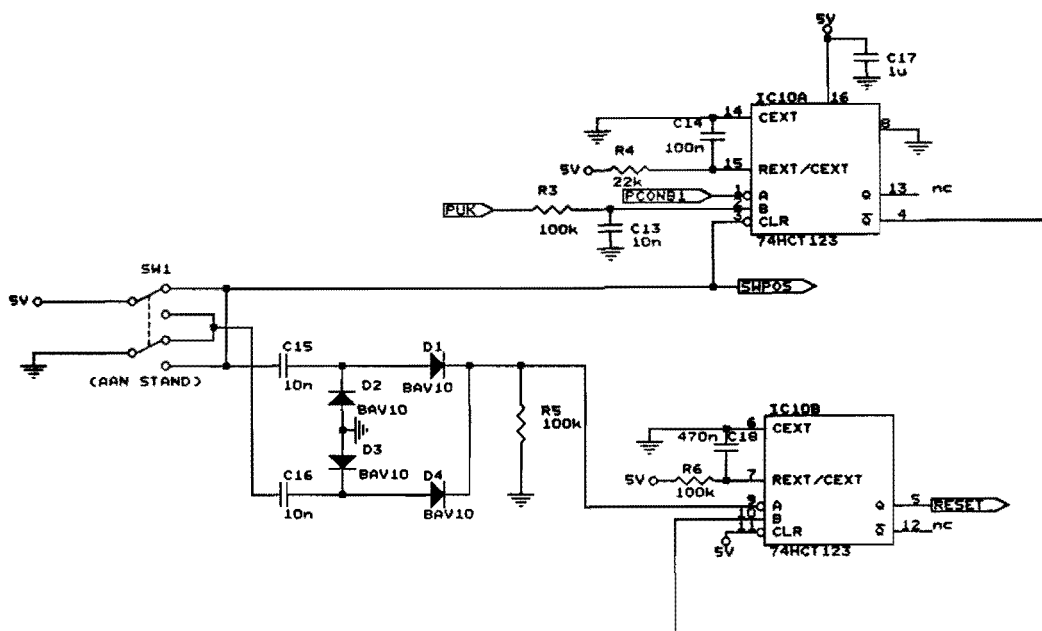 5V
C17
1u
IC10A
16
14
CEXT
8
C14
100n
R4
5V
22k
15
REXT/CEXT
R3
PCONB1
1
A
13
Q
nc
PUK
2
B
100k
C13
10n
3
CLR
4
Q
74HCT123
SW1
5V
SWPOS
(AAN STAND)
C15
10n
D1
BAV10
D2
BAV10
R5
100k
D3
BAV10
C16
10n
D4
BAV10
IC10B
6
CEXT
470n
C18
R6
5V
100k
7
REXT/CEXT
9
A
5
Q
RESET
10
B
11
CLR
12
Q
nc
5V
74HCT123